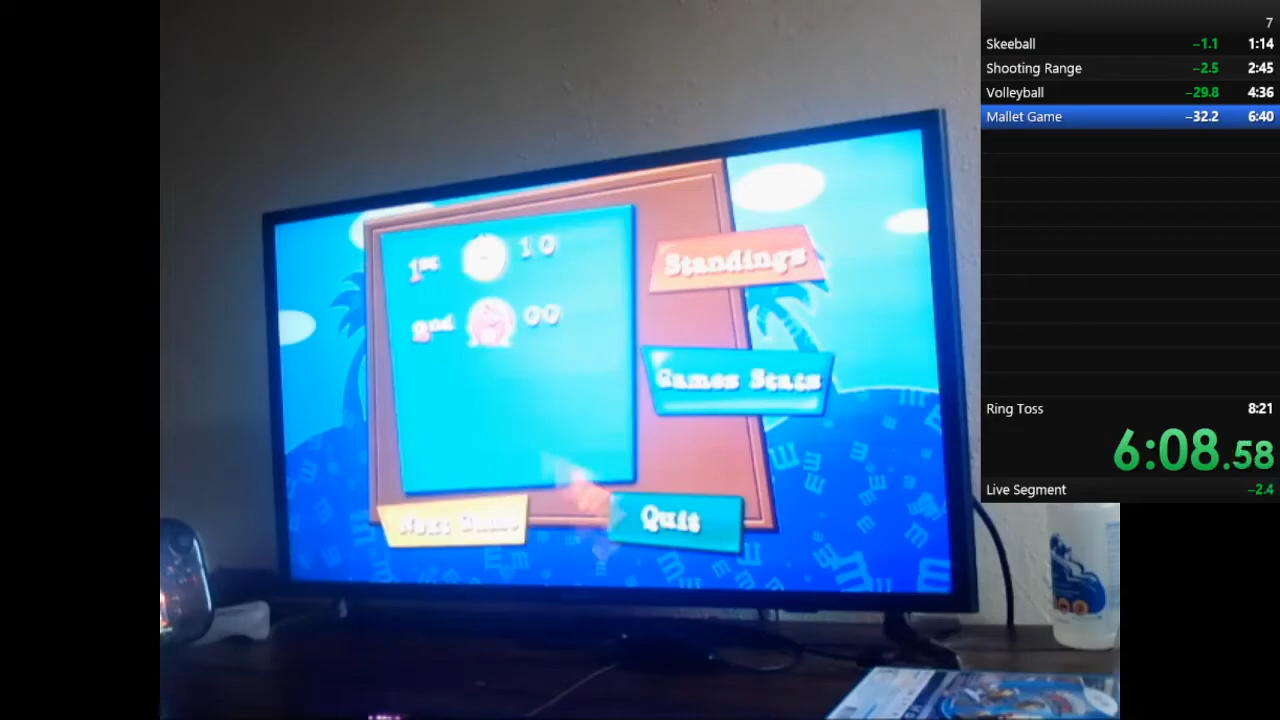 1st 10
2nd 00
Standings
Games Stats
Next Game
Quit
7
Skeeball −1.1 1:14
Shooting Range −2.5 2:45
Volleyball −29.8 4:36
Mallet Game −32.2 6:40
Ring Toss 8:21
6:08.58
Live Segment −2.4